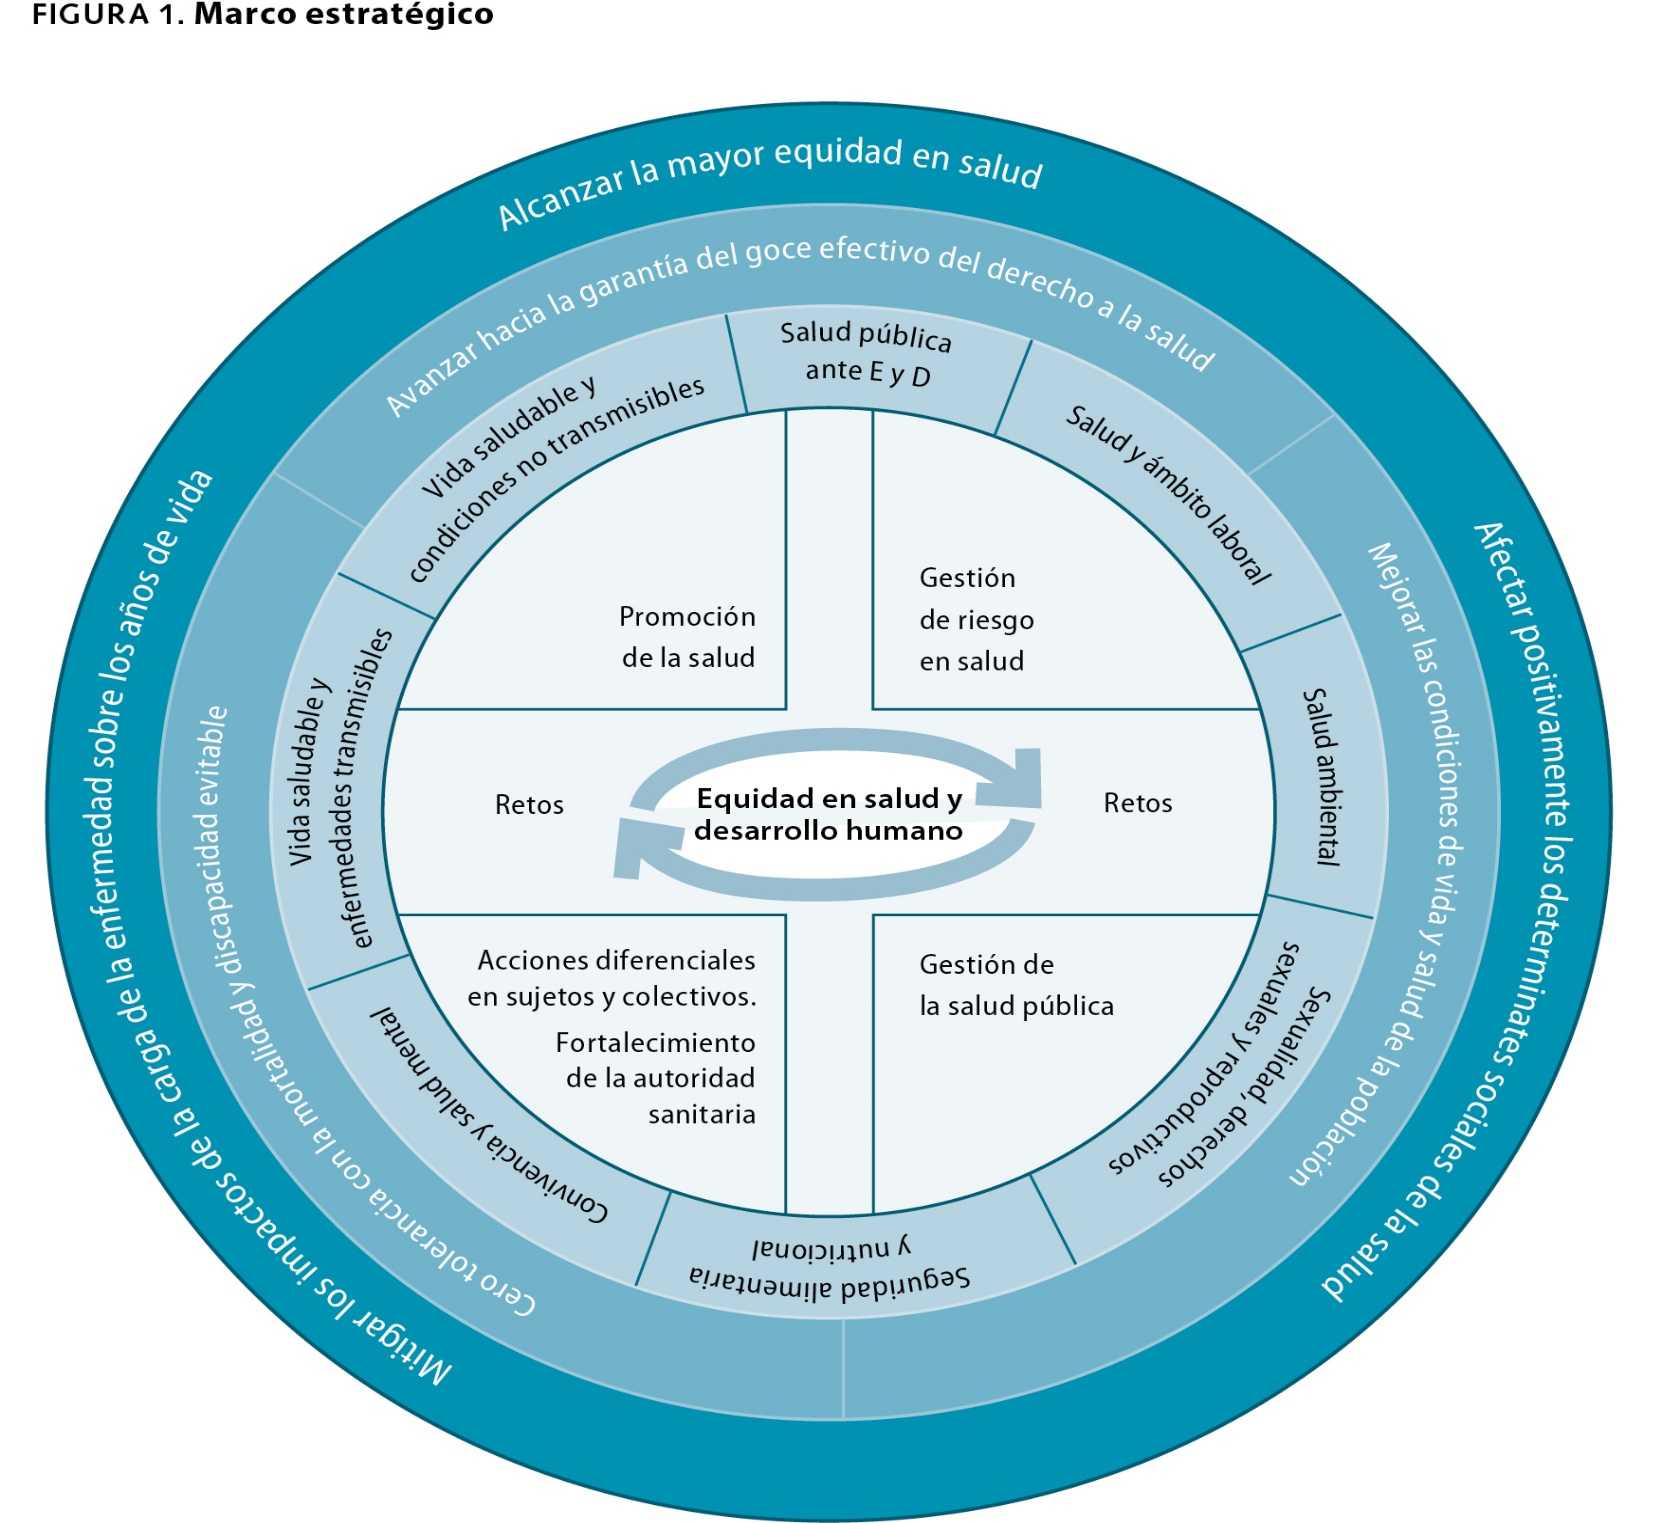 FIGURA 1. Marco estratégico
Alcanzar la mayor equidad en salud
Afectar positivamente los determinates sociales de la salud
Mitigar los impactos de la carga de la enfermedad sobre los años de vida
Avanzar hacia la garantía del goce efectivo del derecho a la salud
Mejorar las condiciones de vida y salud de la población
Cero tolerancia con la mortalidad y discapacidad evitable
Salud pública
ante E y D
Salud y ámbito laboral
Salud ambiental
Sexualidad, derechos
sexuales y reproductivos
Seguridad alimentaria
y nutricional
Convivencia y salud mental
Vida saludable y
enfermedades transmisibles
Vida saludable y
condiciones no transmisibles
Promoción
de la salud
Gestión
de riesgo
en salud
Retos
Equidad en salud y
desarrollo humano
Retos
Acciones diferenciales
en sujetos y colectivos.
Fortalecimiento
de la autoridad
sanitaria
Gestión de
la salud pública